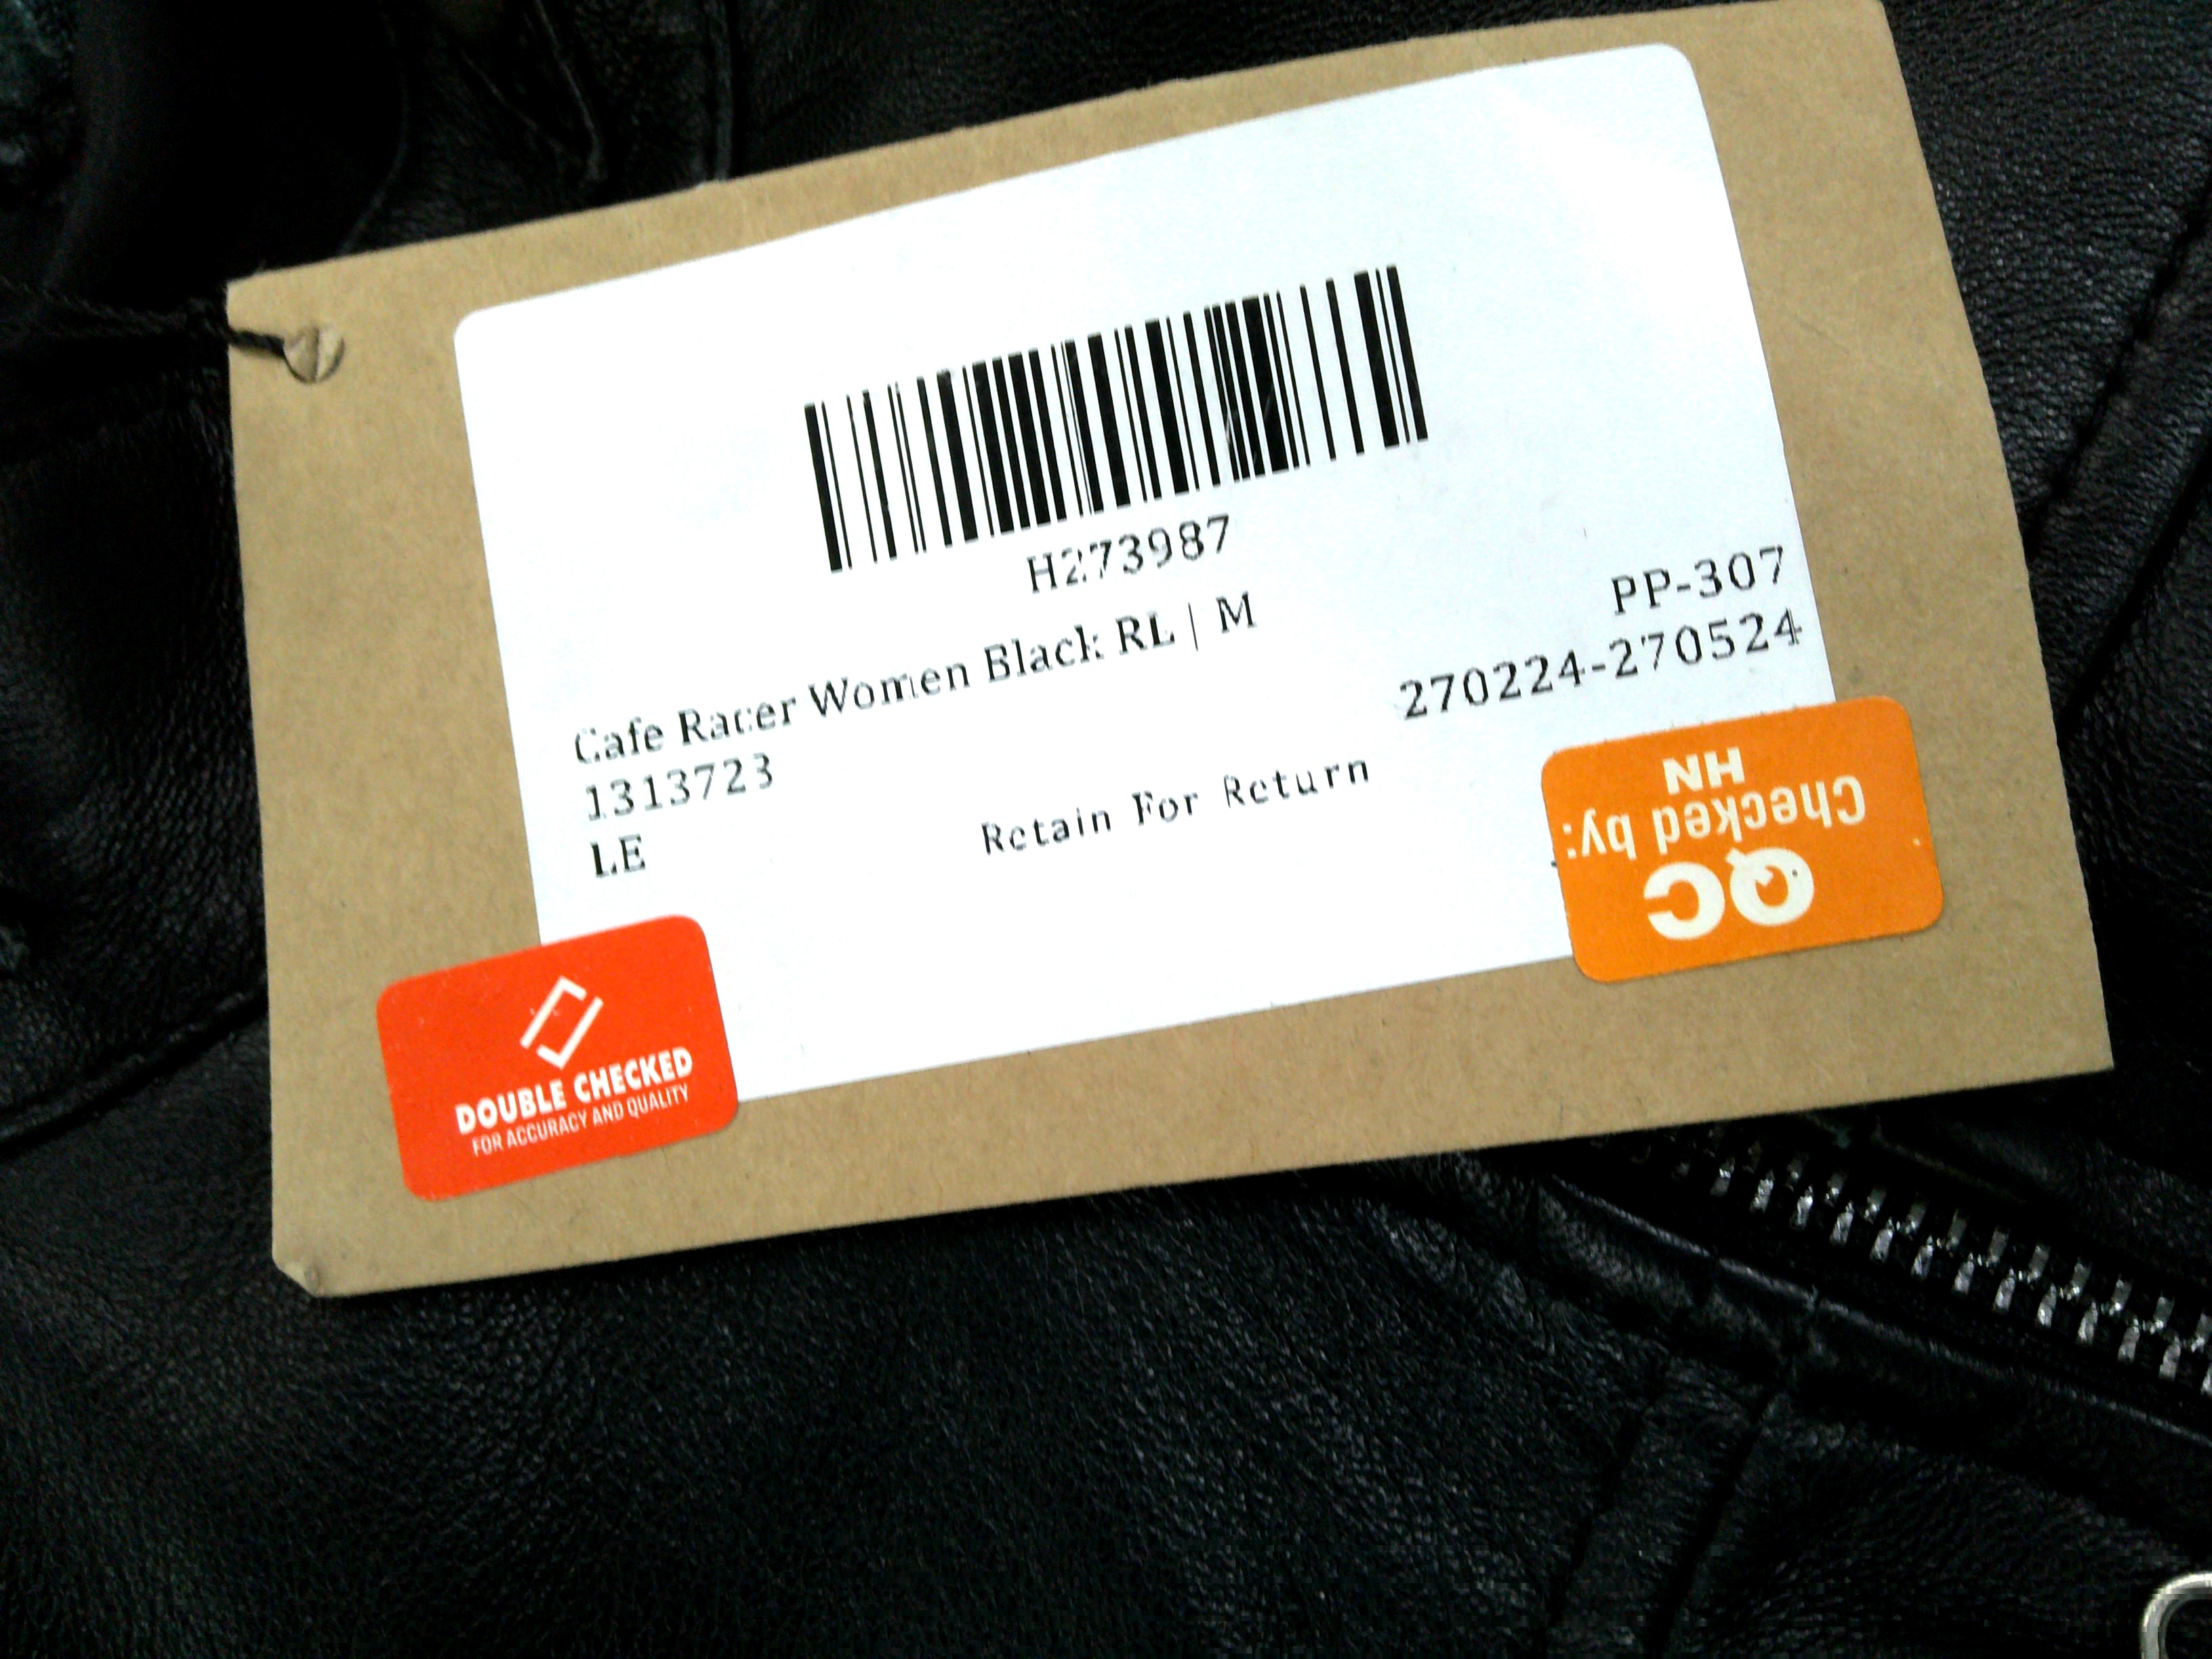 H273987
PP-307
Cafe Racer Women Black RL | M
270224-270524
1313723
LE
Retain For Return
QC
Checked by:
HN
DOUBLE CHECKED
FOR ACCURACY AND QUALITY